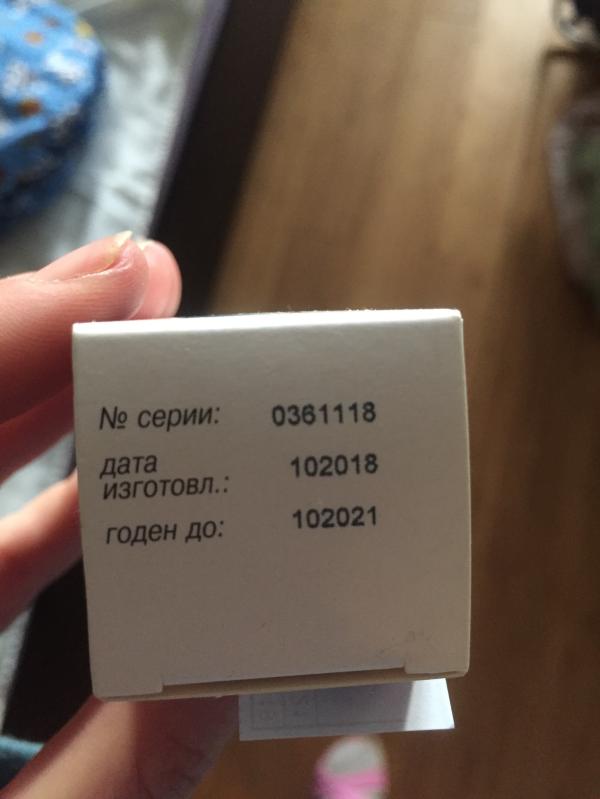 № серии: 0361118
дата
изготовл.: 102018
годен до: 102021